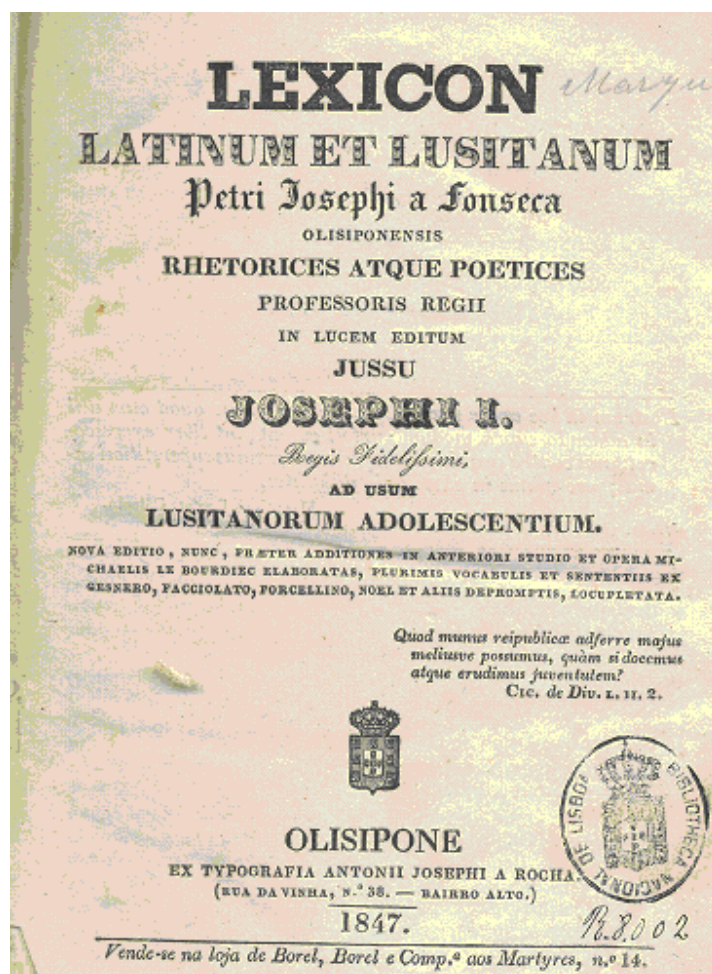 LEXICON
LATINUM ET LUSITANUM
Petri Josephi a Fonseca
OLISIPONENSIS
RHETORICES ATQUE POETICES
PROFESSORIS REGII
IN LUCEM EDITUM
JUSSU
JOSEPHI I.
Regis Fidelissimi,
AD USUM
LUSITANORUM ADOLESCENTIUM.
NOVA EDITIO, NUNC, PRÆTER ADDITIONES IN ANTERIORI STUDIO ET OPERA MI-
CHAELIS LE BOURDIEC ELABORATAS, PLURIMIS VOCABULIS ET SENTENTIIS EX
GESNERO, FACCIOLATO, FORCELLINO, NOEL ET ALIIS DEPROMPTIS, LOCUPLETATA.
Quod munus reipublicæ adferre majus
meliusve possumus, quàm si docemus
atque erudimus juventutem?
CIC. de Div. L. II. 2.
OLISIPONE
EX TYPOGRAFIA ANTONII JOSEPHI A ROCHA.
(RUA DA VINHA, N.º 38. — BAIRRO ALTO.)
1847.
Vende-se na loja de Borel, Borel e Comp.ª aos Martyres, n.º 14.
BIBLIOTHECA NACIONAL DE LISBOA
R.8.002